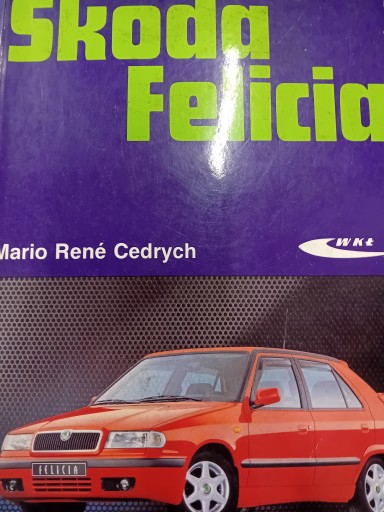 Skoda
Felicia
Mario René Cedrych
WKŁ
FELICIA